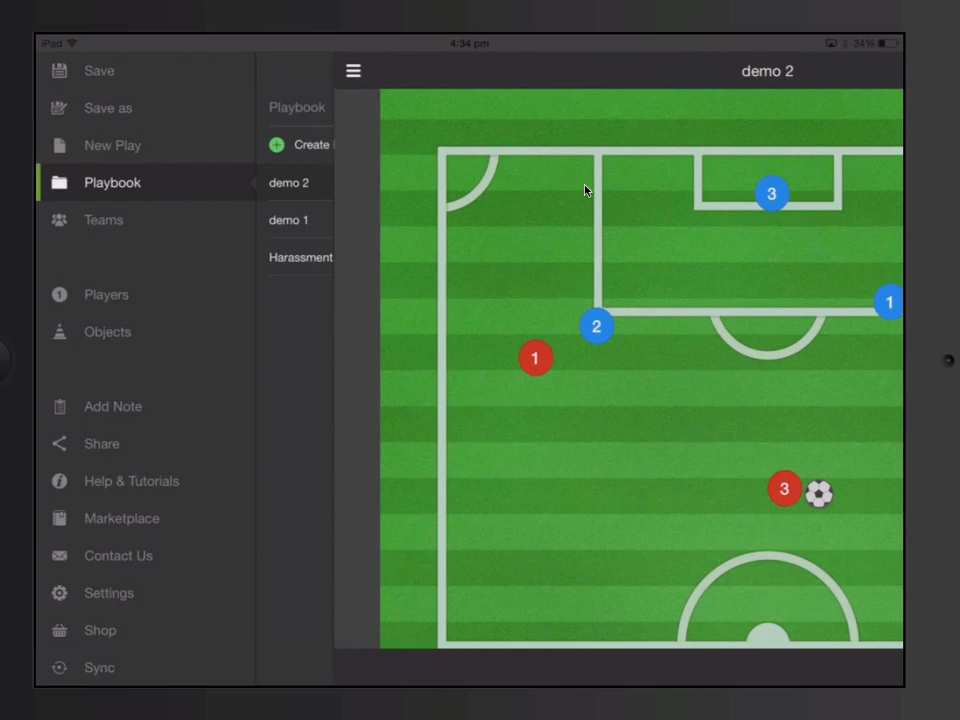 iPad
4:34 pm
34%
Save
Save as
New Play
Playbook
Teams
Players
1
Objects
Add Note
Share
Help & Tutorials
Marketplace
Contact Us
Settings
Shop
Sync
Playbook
Create
demo 2
demo 1
Harassment
demo 2
3
1
2
1
3